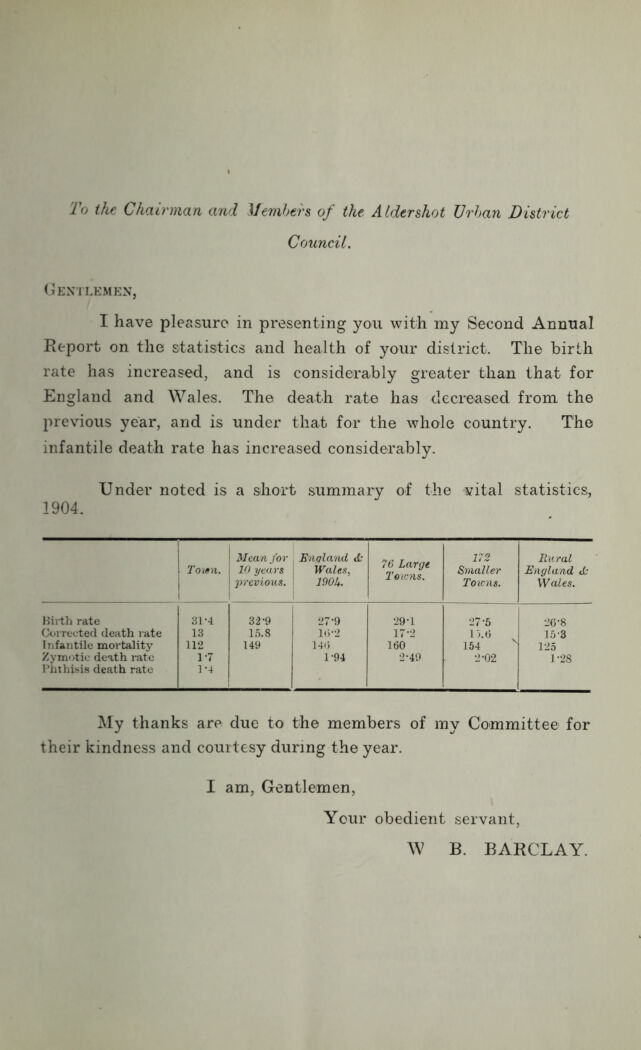 To the Chairman and Members of the Aldershot Urban District
Council.
GENTLEMEN,
I have pleasure in presenting you with my Second Annual
Report on the statistics and health of your district. The birth
rate has increased, and is considerably greater than that for
England and Wales. The death rate has decreased from the
previous year, and is under that for the whole country. The
infantile death rate has increased considerably.
Under noted is a short summary of the vital statistics,
1904.
Town. Mean for 10 years previous. England & Wales, 1904. 76 Large Towns. 172 Smaller Towns. Rural England & Wales.
Birth rate 31·4 32·9 27·9 29·1 27·5 26·8
Corrected death rate 13 15.8 16·2 17·2 15.6 15·3
Infantile mortality 112 149 146 160 154 125
Zymotic death rate 1·7 1·94 2·49 2·02 1·28
Phthisis death rate 1·4
My thanks are due to the members of my Committee for
their kindness and courtesy during the year.
I am, Gentlemen,
Your obedient servant,
W B. BARCLAY.